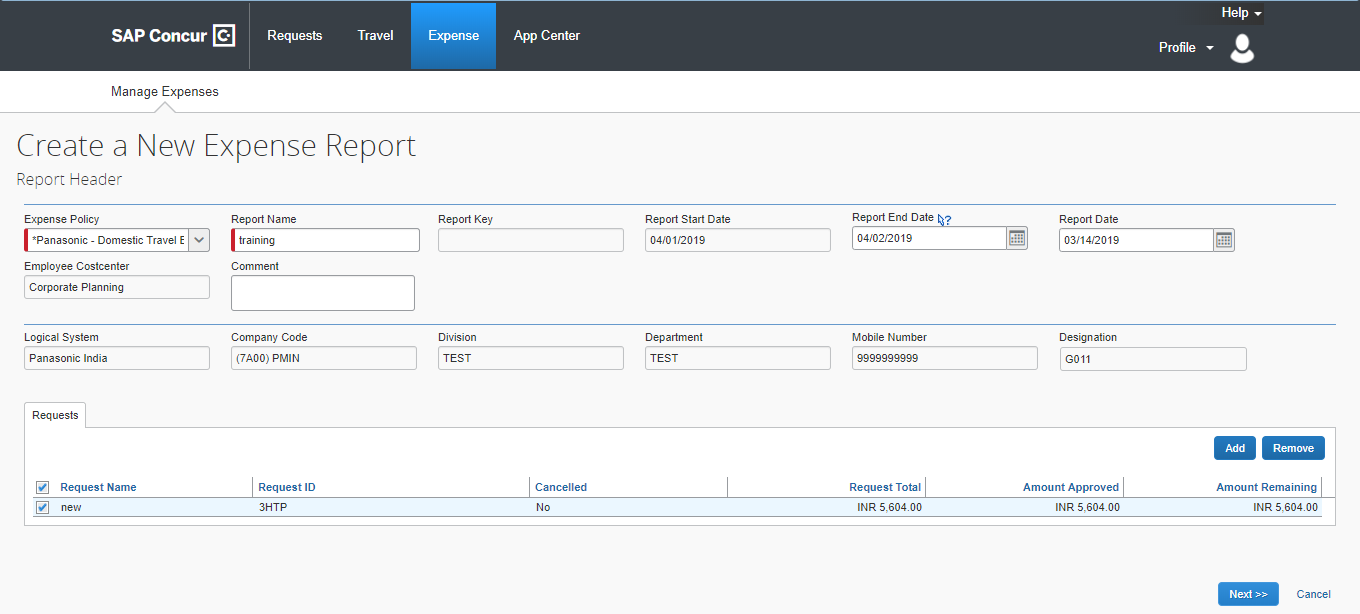 Help
SAP Concur C
Requests
Travel
Expense
App Center
Profile
Manage Expenses
Create a New Expense Report
Report Header
Expense Policy
Report Name
Report Key
Report Start Date
Report End Date ?
Report Date
*Panasonic - Domestic Travel E
training
04/01/2019
04/02/2019
03/14/2019
Employee Costcenter
Comment
Corporate Planning
Logical System
Company Code
Division
Department
Mobile Number
Designation
Panasonic India
(7A00) PMIN
TEST
TEST
9999999999
G011
Requests
Add
Remove
Request Name
Request ID
Cancelled
Request Total
Amount Approved
Amount Remaining
new
3HTP
No
INR 5,604.00
INR 5,604.00
INR 5,604.00
Next >>
Cancel